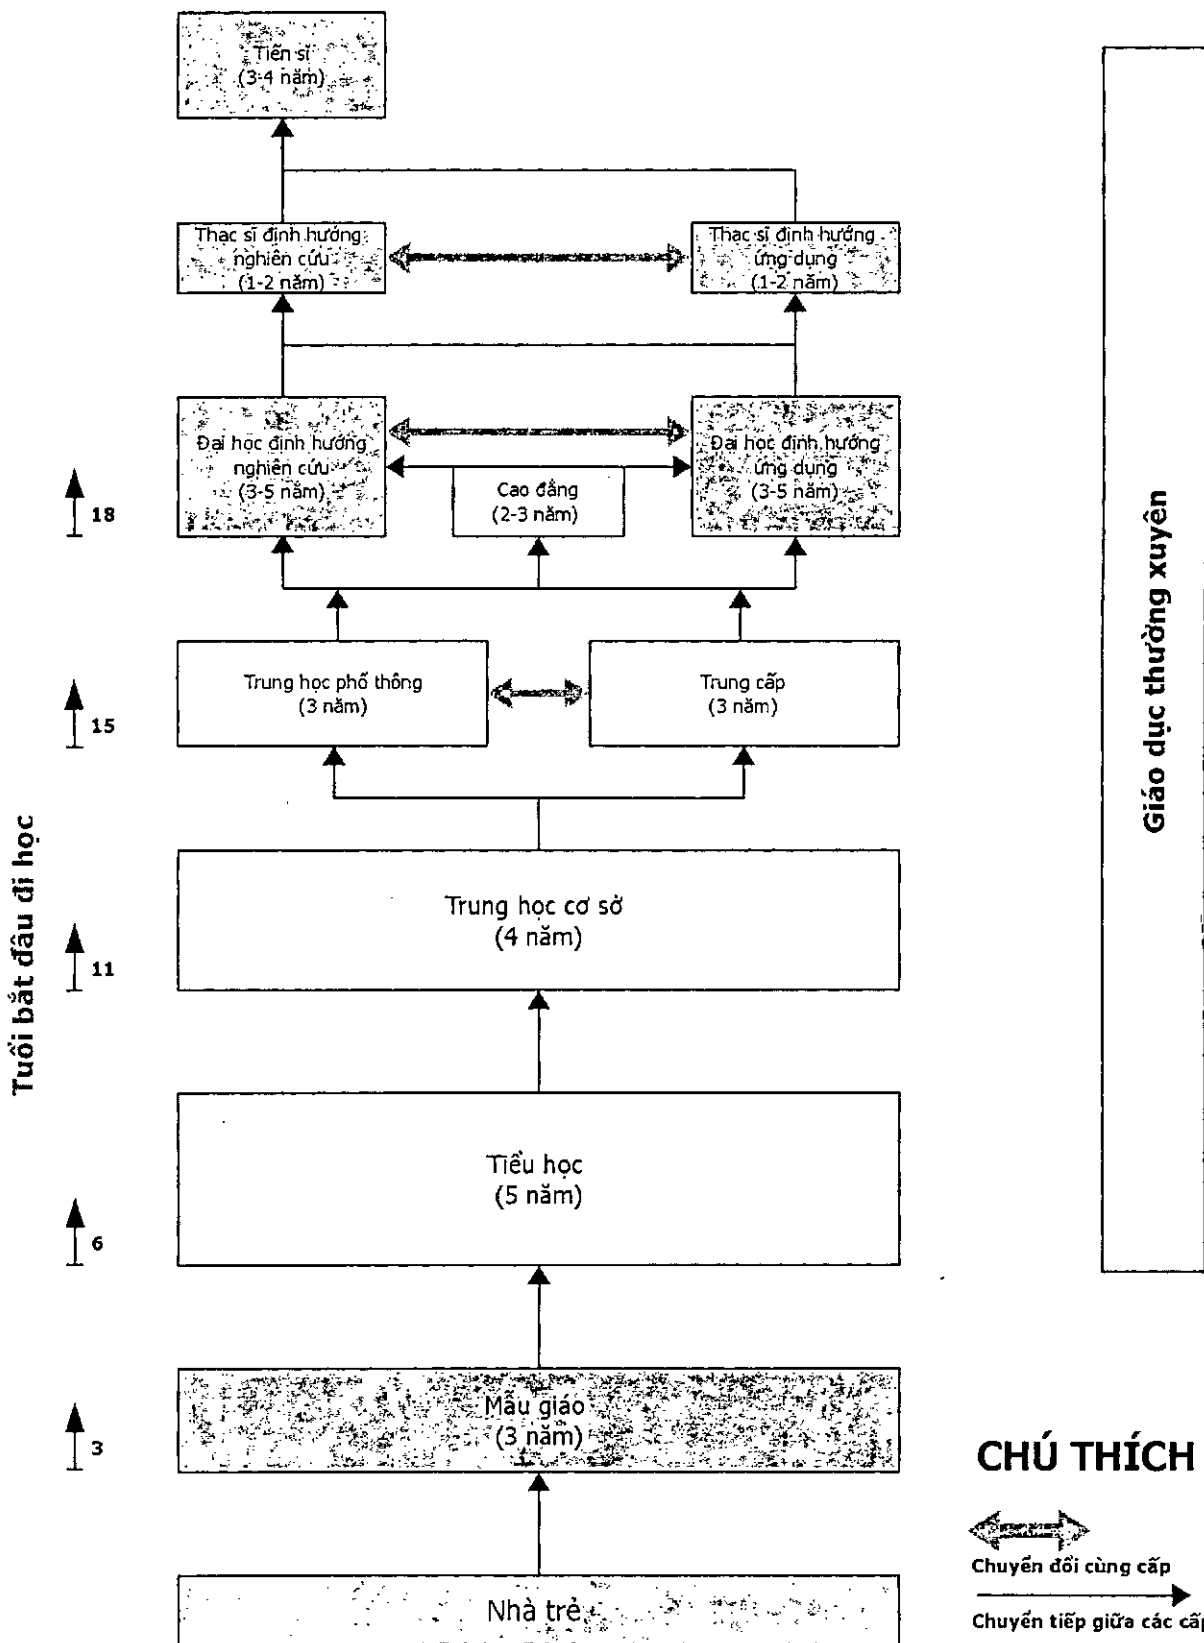 Tiến sĩ
(3-4 năm)
Thạc sĩ định hướng
nghiên cứu
(1-2 năm)
Thạc sĩ định hướng
ứng dụng
(1-2 năm)
Đại học định hướng
nghiên cứu
(3-5 năm)
Cao đẳng
(2-3 năm)
Đại học định hướng
ứng dụng
(3-5 năm)
18
Trung học phổ thông
(3 năm)
Trung cấp
(3 năm)
15
Trung học cơ sở
(4 năm)
11
Tiểu học
(5 năm)
6
Mẫu giáo
(3 năm)
3
Nhà trẻ
Tuổi bắt đầu đi học
Giáo dục thường xuyên
CHÚ THÍCH
Chuyển đổi cùng cấp
Chuyển tiếp giữa các cấp